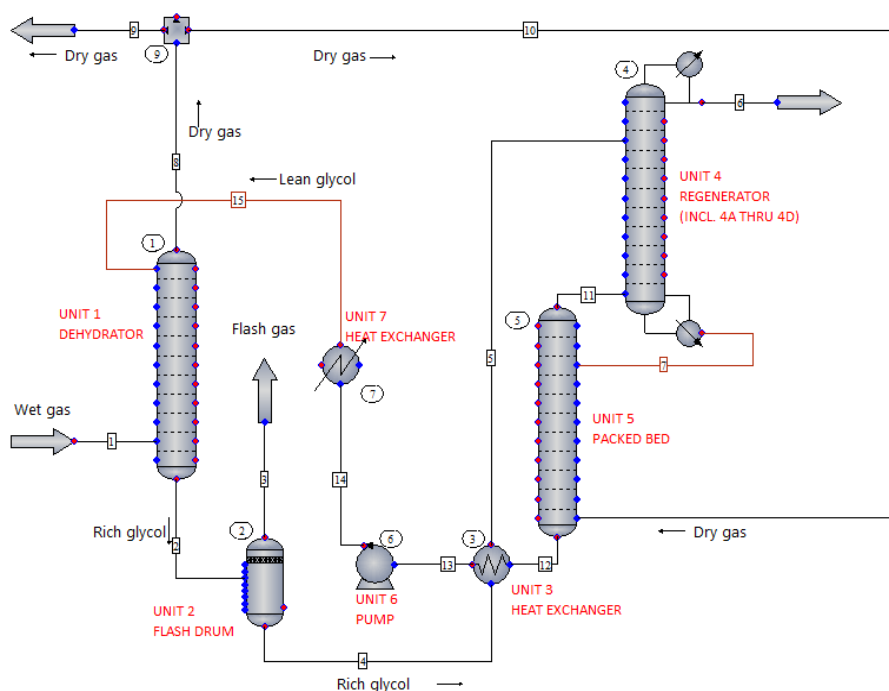 9
10
Dry gas
9
Dry gas
4
6
Dry gas
8
Lean glycol
15
UNIT 4
REGENERATOR
(INCL. 4A THRU 4D)
1
11
5
UNIT 1
DEHYDRATOR
Flash gas
UNIT 7
HEAT EXCHANGER
5
7
7
Wet gas
1
UNIT 5
PACKED BED
3
14
Rich glycol
2
2
6
3
Dry gas
13
12
UNIT 2
FLASH DRUM
UNIT 6
PUMP
UNIT 3
HEAT EXCHANGER
4
Rich glycol